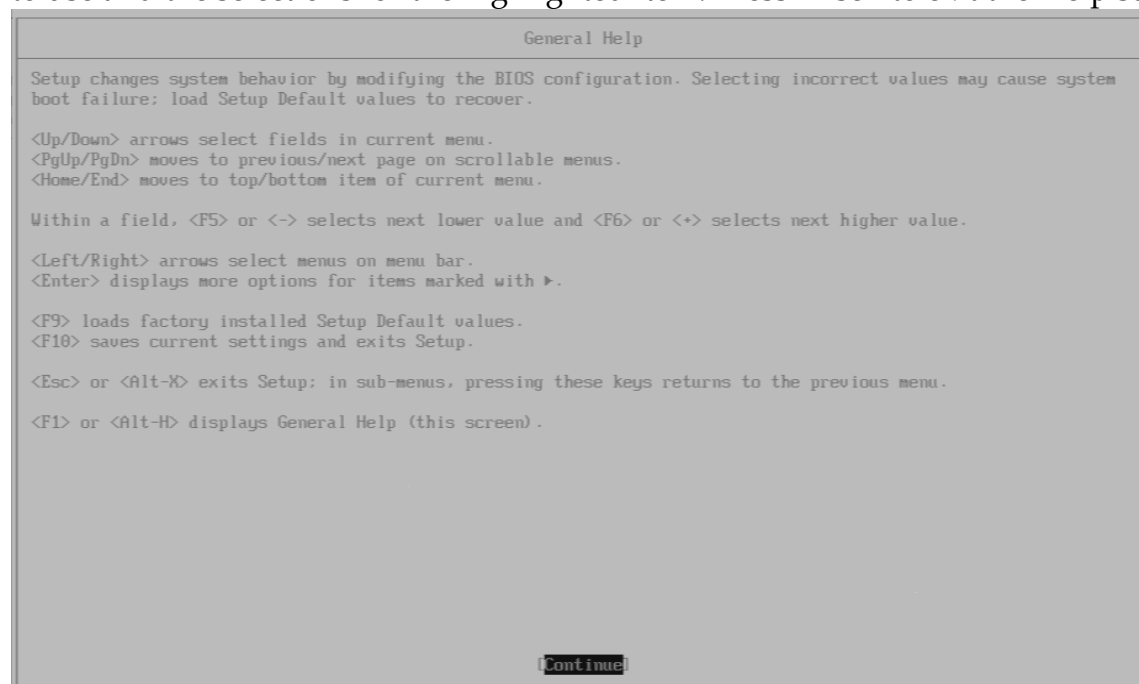 General Help
Setup changes system behavior by modifying the BIOS configuration. Selecting incorrect values may cause system
boot failure; load Setup Default values to recover.
<Up/Down> arrows select fields in current menu.
<PgUp/PgDn> moves to previous/next page on scrollable menus.
<Home/End> moves to top/bottom item of current menu.
Within a field, <F5> or <-> selects next lower value and <F6> or <+> selects next higher value.
<Left/Right> arrows select menus on menu bar.
<Enter> displays more options for items marked with ▶.
<F9> loads factory installed Setup Default values.
<F10> saves current settings and exits Setup.
<Esc> or <Alt-X> exits Setup; in sub-menus, pressing these keys returns to the previous menu.
<F1> or <Alt-H> displays General Help (this screen).
[Continue]